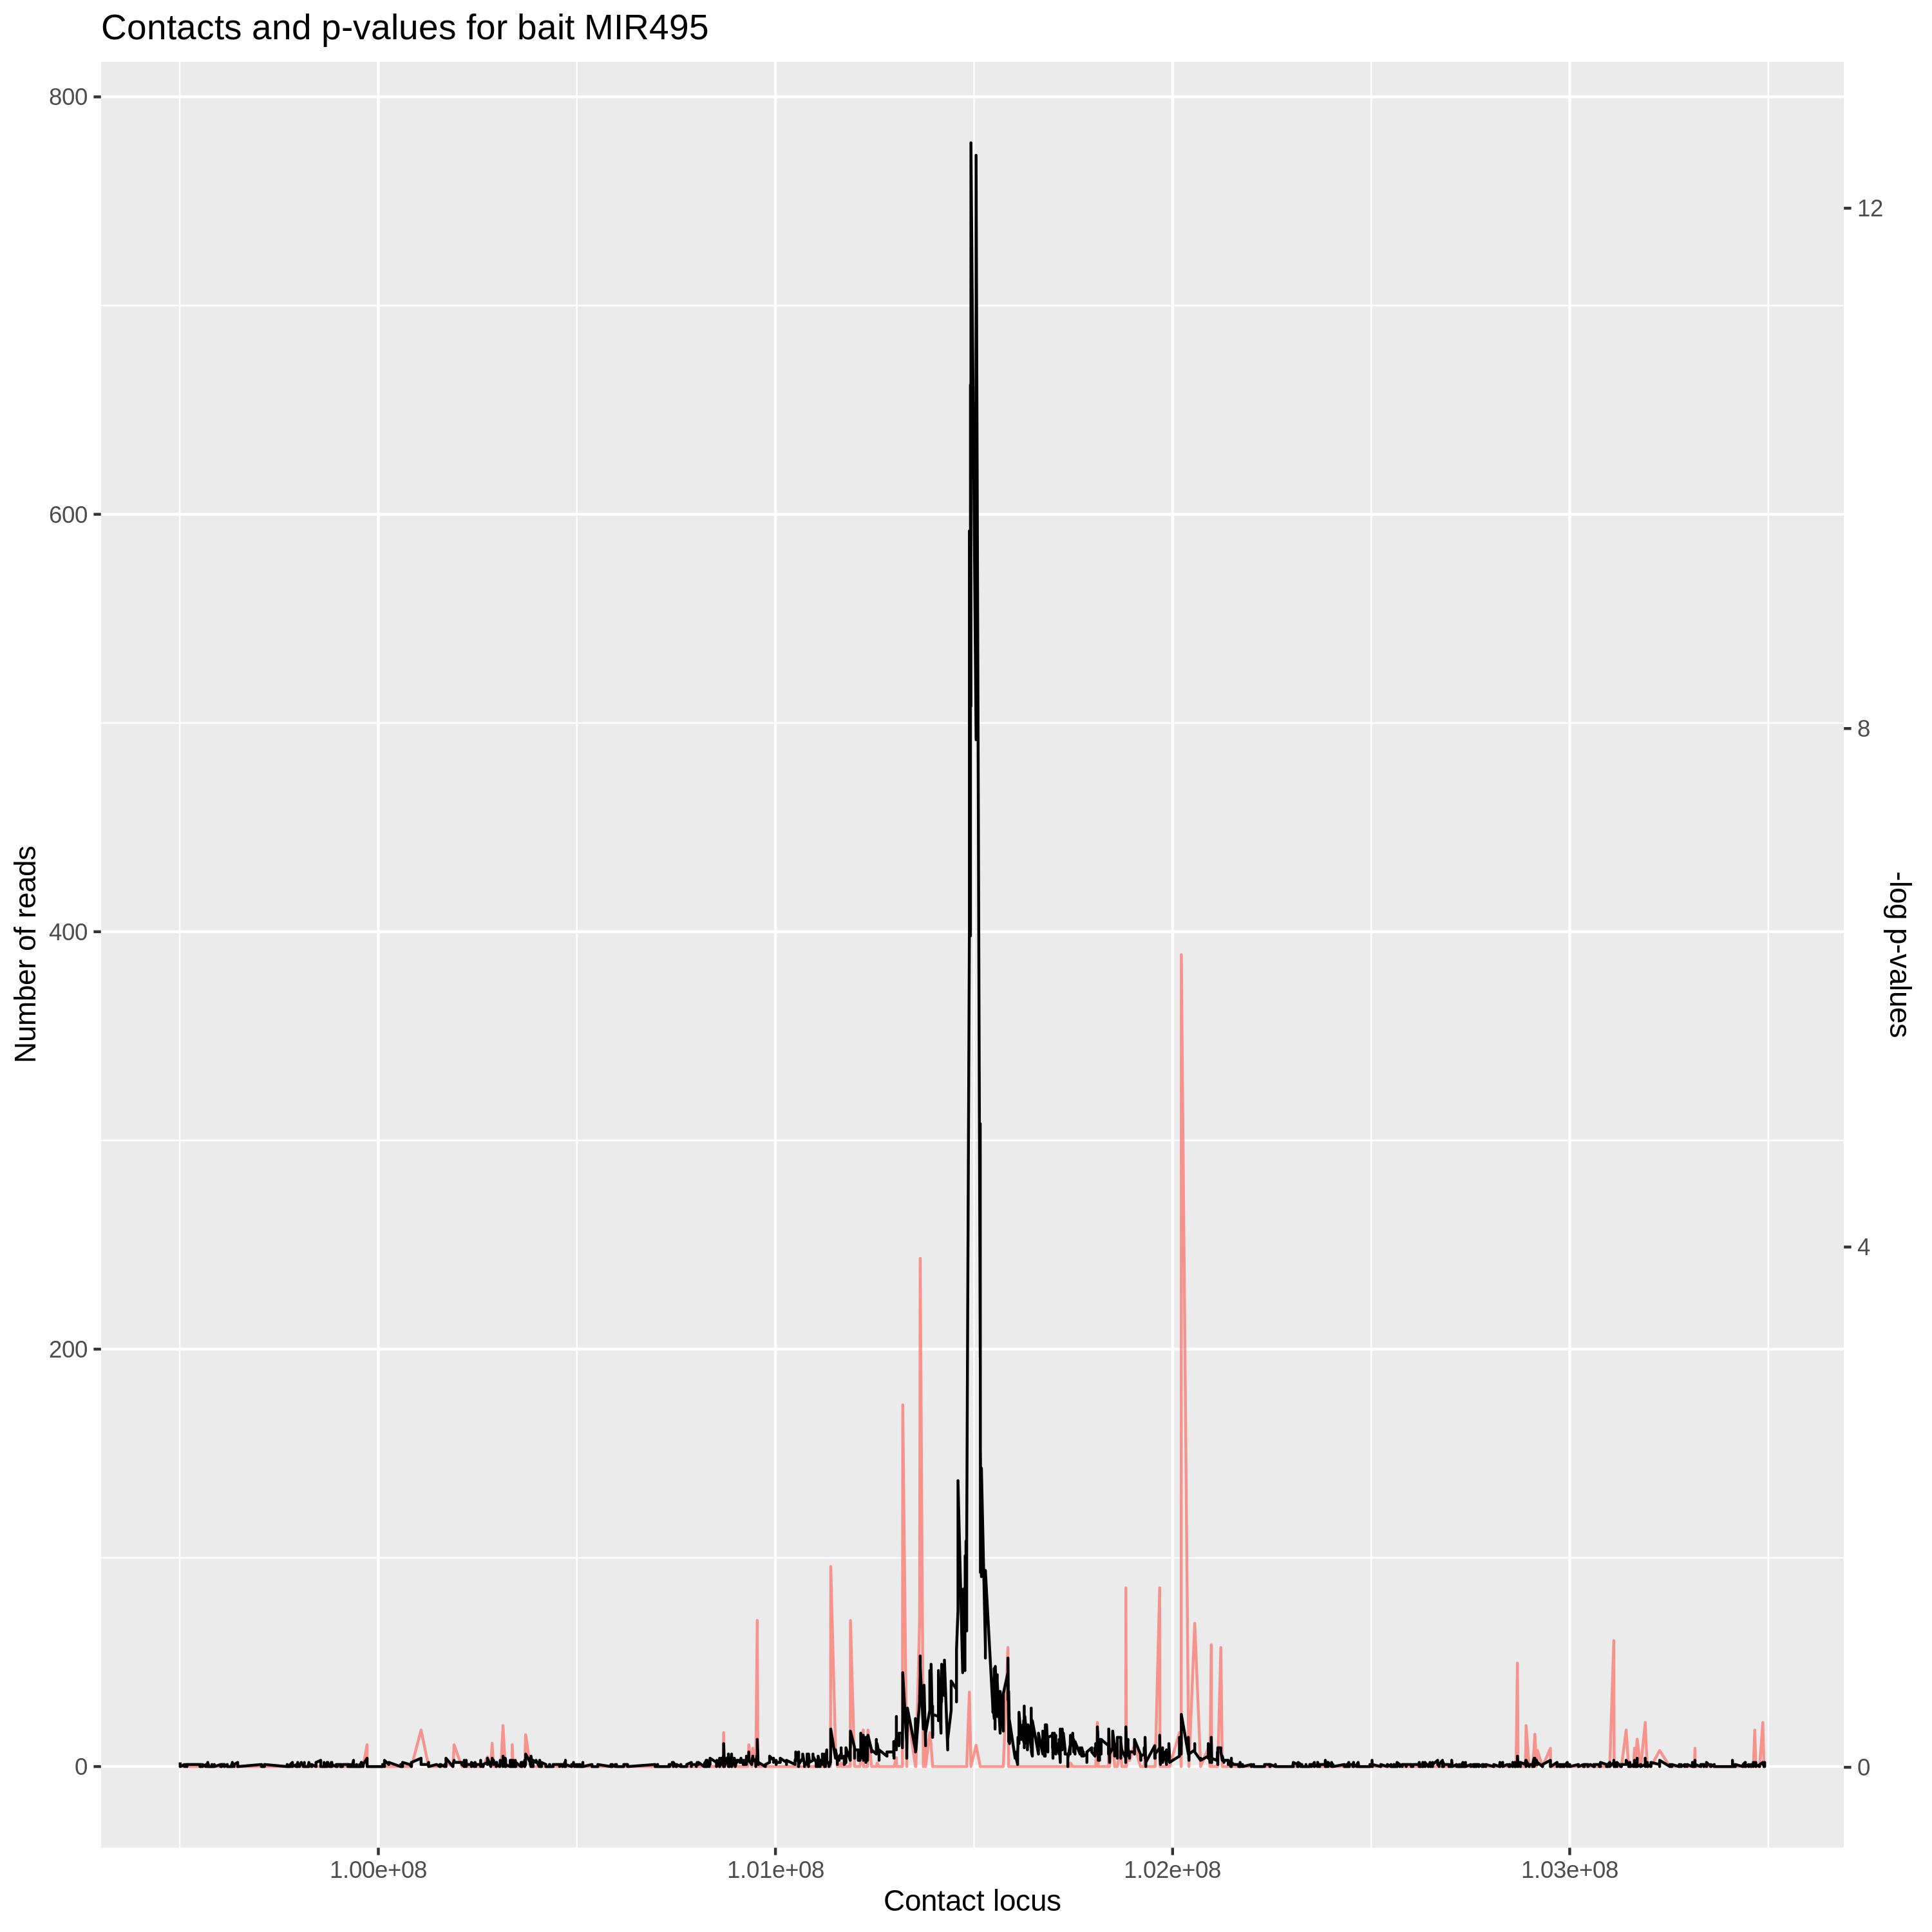 Contacts and p-values for bait MIR495
800
600
400
200
0
Number of reads
12
8
4
0
-log p-values
1.00e+08
1.01e+08
1.02e+08
1.03e+08
Contact locus